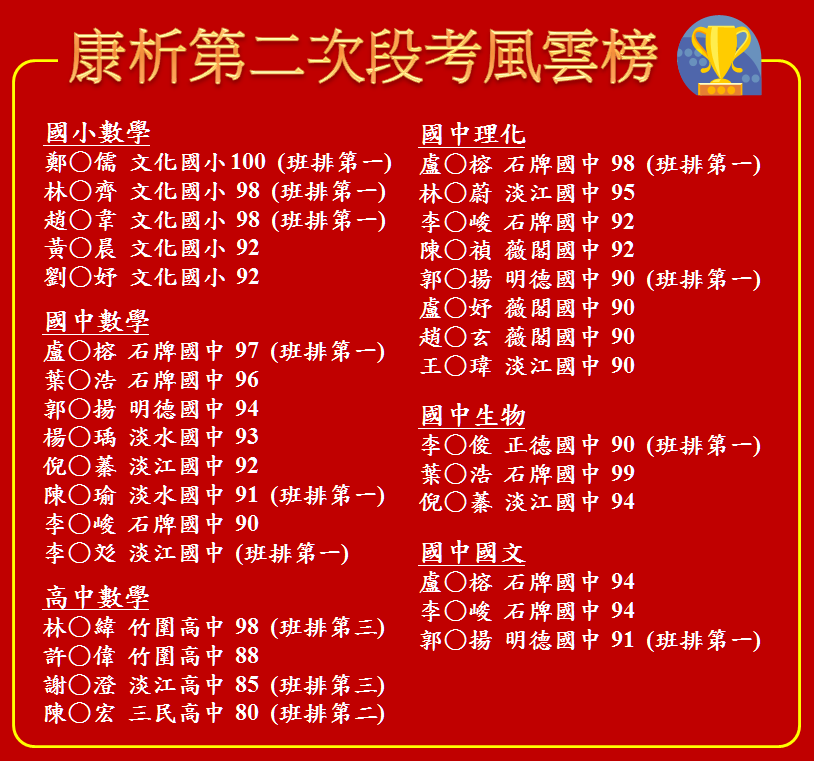 康析第二次段考風雲榜
國小數學
鄭〇儒 文化國小 100 (班排第一)
林〇齊 文化國小 98 (班排第一)
趙〇韋 文化國小 98 (班排第一)
黃〇晨 文化國小 92
劉〇妤 文化國小 92
國中數學
盧〇榕 石牌國中 97 (班排第一)
葉〇浩 石牌國中 96
郭〇揚 明德國中 94
楊〇瑀 淡水國中 93
倪〇蓁 淡江國中 92
陳〇瑜 淡水國中 91 (班排第一)
李〇峻 石牌國中 90
李〇 淡江國中 (班排第一)
高中數學
林〇緯 竹圍高中 98 (班排第三)
許〇偉 竹圍高中 88
謝〇澄 淡江高中 85 (班排第三)
陳〇宏 三民高中 80 (班排第二)
國中理化
盧〇榕 石牌國中 98 (班排第一)
林〇蔚 淡江國中 95
李〇峻 石牌國中 92
陳〇禎 薇閣國中 92
郭〇揚 明德國中 90 (班排第一)
盧〇妤 薇閣國中 90
趙〇玄 薇閣國中 90
王〇瑋 淡江國中 90
國中生物
李〇俊 正德國中 90 (班排第一)
葉〇浩 石牌國中 99
倪〇蓁 淡江國中 94
國中國文
盧〇榕 石牌國中 94
李〇峻 石牌國中 94
郭〇揚 明德國中 91 (班排第一)